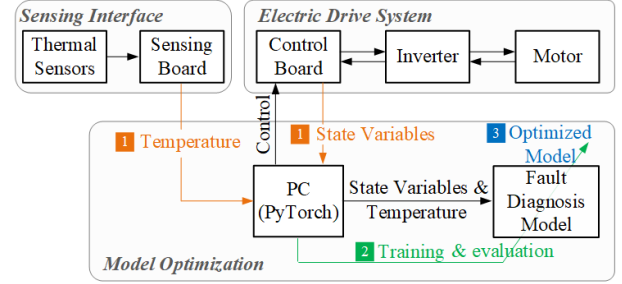 Sensing Interface
Electric Drive System
Thermal
Sensors
Sensing
Board
Control
Board
Inverter
Motor
1 Temperature
Control
1 State Variables
3 Optimized
Model
PC
(PyTorch)
State Variables &
Temperature
Fault
Diagnosis
Model
2 Training & evaluation
Model Optimization